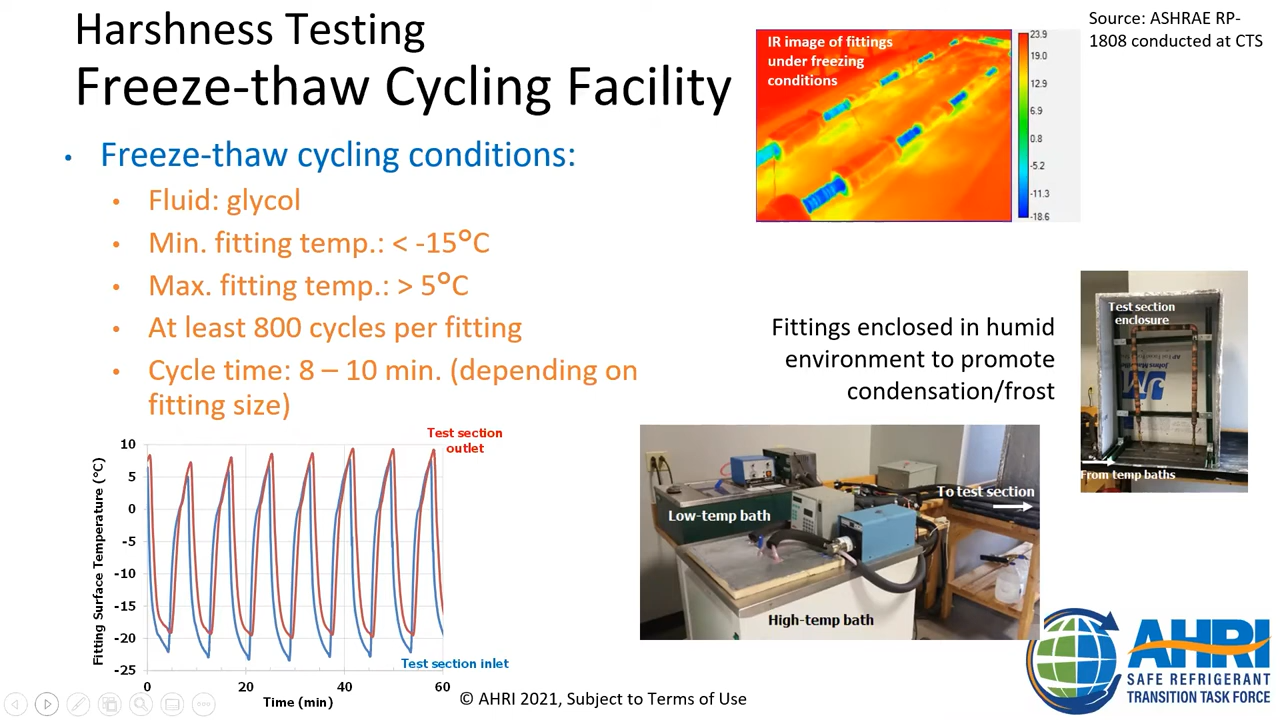 Harshness Testing
Freeze-thaw Cycling Facility
Source: ASHRAE RP-
1808 conducted at CTS
IR image of fittings
under freezing
conditions
23.9
19.0
12.9
6.9
0.8
-5.2
-11.3
-18.6
• Freeze-thaw cycling conditions:
• Fluid: glycol
• Min. fitting temp.: < -15°C
• Max. fitting temp.: > 5°C
• At least 800 cycles per fitting
• Cycle time: 8 – 10 min. (depending on
fitting size)
Fittings enclosed in humid
environment to promote
condensation/frost
Test section
enclosure
From temp baths
Test section
outlet
10
5
0
-5
-10
-15
-20
-25
Fitting Surface Temperature (°C)
Test section inlet
0
20
40
60
Time (min)
Low-temp bath
To test section
High-temp bath
AHRI
SAFE REFRIGERANT
TRANSITION TASK FORCE
© AHRI 2021, Subject to Terms of Use